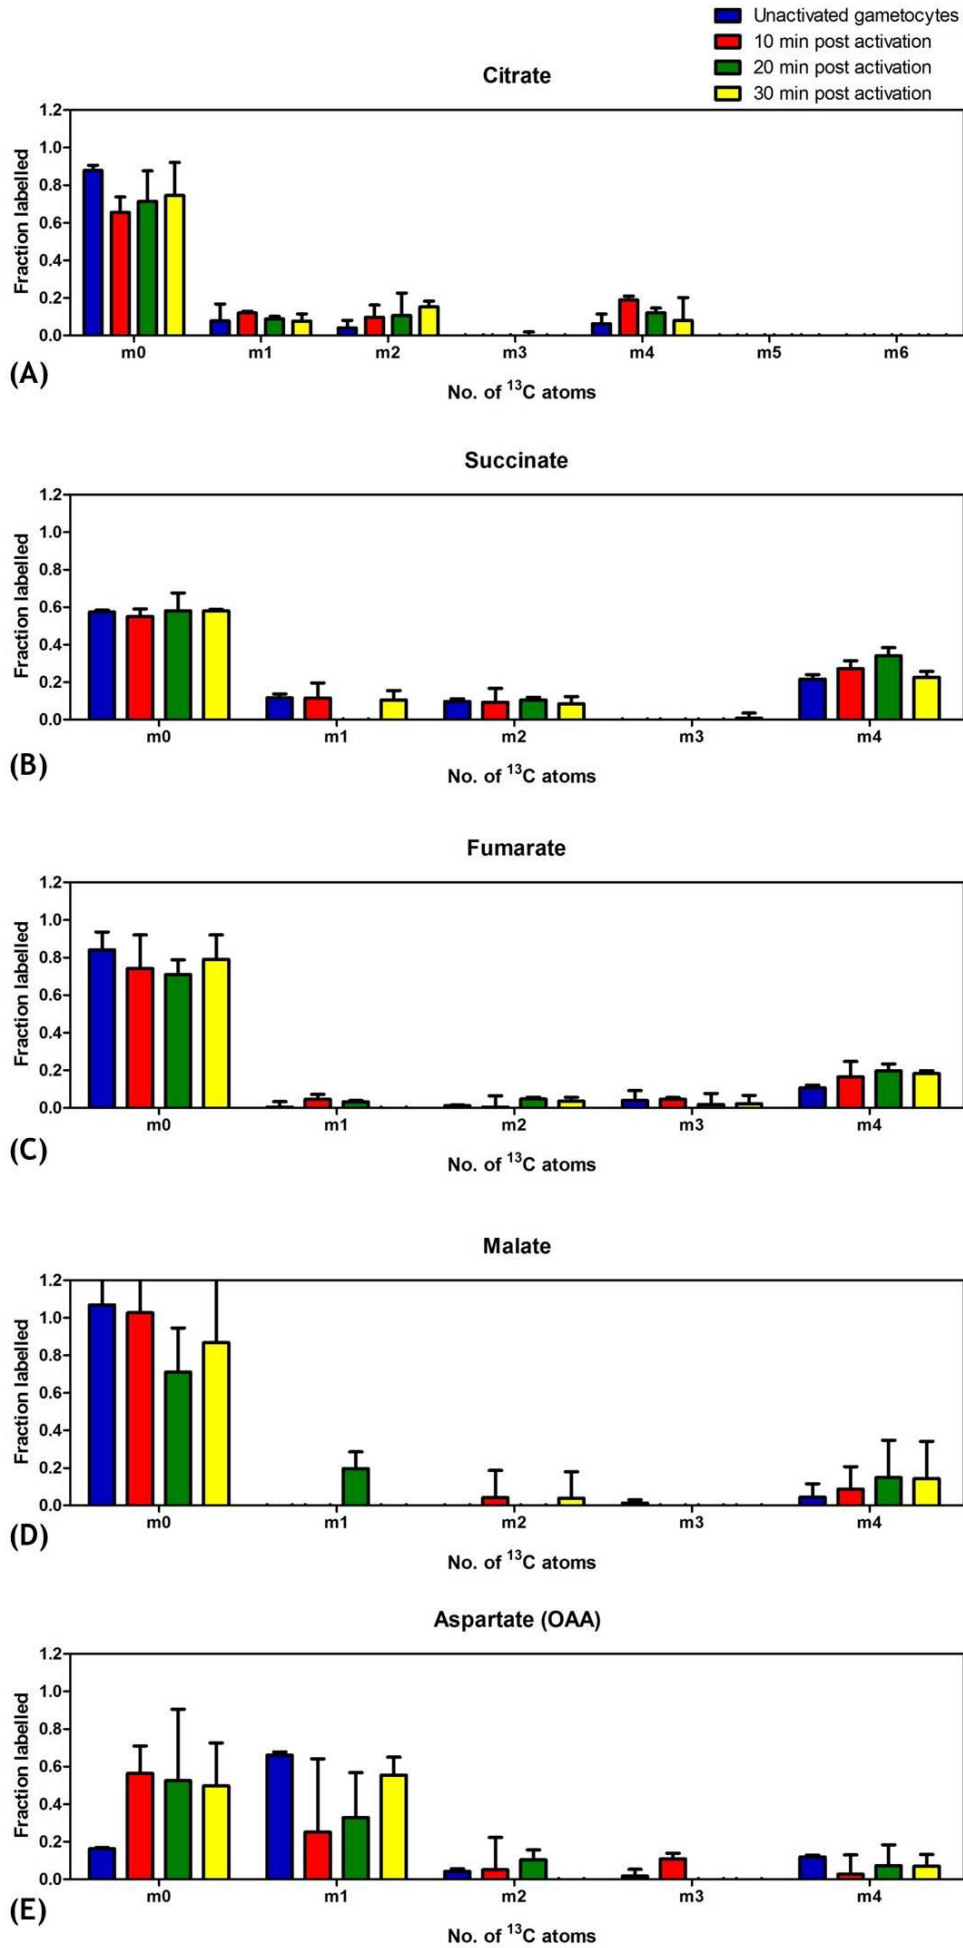 Unactivated gametocytes
10 min post activation
20 min post activation
30 min post activation
Citrate
Fraction labelled
1.2
1.0
0.8
0.6
0.4
0.2
0.0
m0 m1 m2 m3 m4 m5 m6
(A)
No. of ¹³C atoms
Succinate
Fraction labelled
1.2
1.0
0.8
0.6
0.4
0.2
0.0
m0 m1 m2 m3 m4
(B)
No. of ¹³C atoms
Fumarate
Fraction labelled
1.2
1.0
0.8
0.6
0.4
0.2
0.0
m0 m1 m2 m3 m4
(C)
No. of ¹³C atoms
Malate
Fraction labelled
1.2
1.0
0.8
0.6
0.4
0.2
0.0
m0 m1 m2 m3 m4
(D)
No. of ¹³C atoms
Aspartate (OAA)
Fraction labelled
1.2
1.0
0.8
0.6
0.4
0.2
0.0
m0 m1 m2 m3 m4
(E)
No. of ¹³C atoms